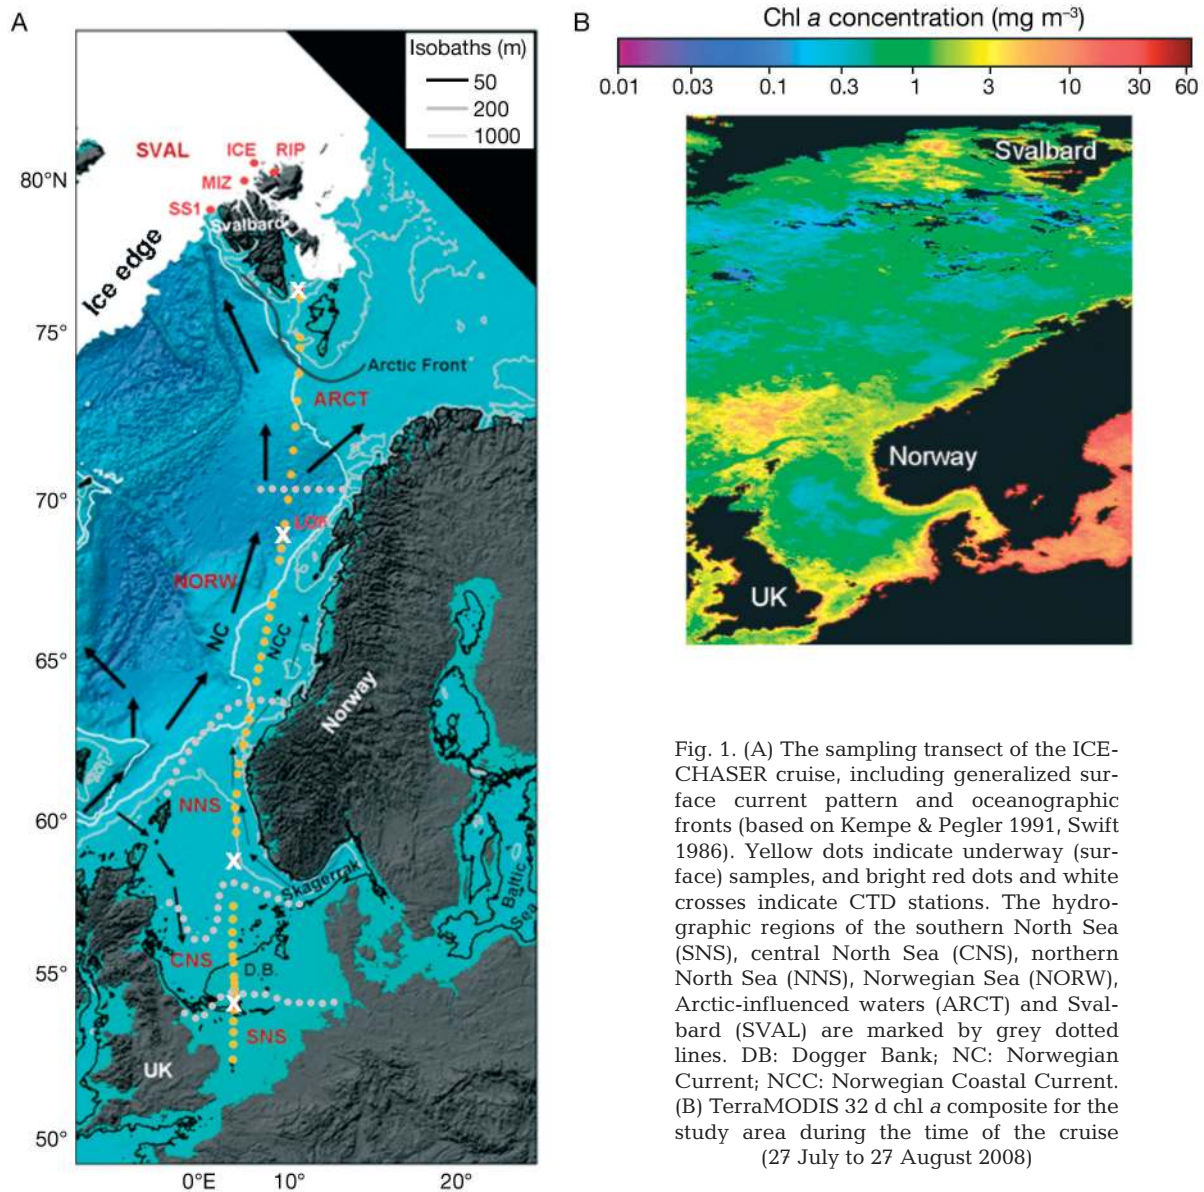 A
Isobaths (m)
50
200
1000
SVAL
ICE
RIP
MIZ
SS1
Svalbard
Ice edge
80°N
75°
70°
65°
60°
55°
50°
Arctic Front
ARCT
LOF
NORW
NC
NCC
Norway
NNS
Skagerrak
Baltic
Sea
CNS
D.B.
SNS
UK
0°E
10°
20°
B
Chl a concentration (mg m⁻³)
0.01 0.03 0.1 0.3 1 3 10 30 60
Svalbard
Norway
UK
Fig. 1. (A) The sampling transect of the ICE-
CHASER cruise, including generalized sur-
face current pattern and oceanographic
fronts (based on Kempe & Pegler 1991, Swift
1986). Yellow dots indicate underway (sur-
face) samples, and bright red dots and white
crosses indicate CTD stations. The hydro-
graphic regions of the southern North Sea
(SNS), central North Sea (CNS), northern
North Sea (NNS), Norwegian Sea (NORW),
Arctic-influenced waters (ARCT) and Sval-
bard (SVAL) are marked by grey dotted
lines. DB: Dogger Bank; NC: Norwegian
Current; NCC: Norwegian Coastal Current.
(B) TerraMODIS 32 d chl a composite for the
study area during the time of the cruise
(27 July to 27 August 2008)